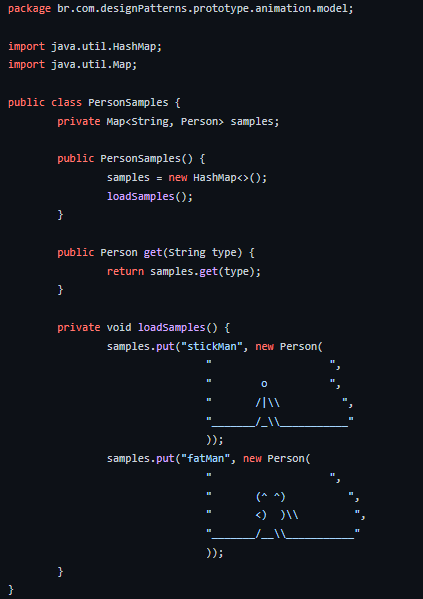 package br.com.designPatterns.prototype.animation.model;

import java.util.HashMap;
import java.util.Map;

public class PersonSamples {
        private Map<String, Person> samples;

        public PersonSamples() {
                samples = new HashMap<>();
                loadSamples();
        }

        public Person get(String type) {
                return samples.get(type);
        }

        private void loadSamples() {
                samples.put("stickMan", new Person(
                                "                   ",
                                "        o          ",
                                "       /|\\          ",
                                "_______/_\\___________"
                                ));
                samples.put("fatMan", new Person(
                                "                   ",
                                "       (^ ^)          ",
                                "       <)  )\\         ",
                                "_______/__\\___________"
                                ));
        }
}